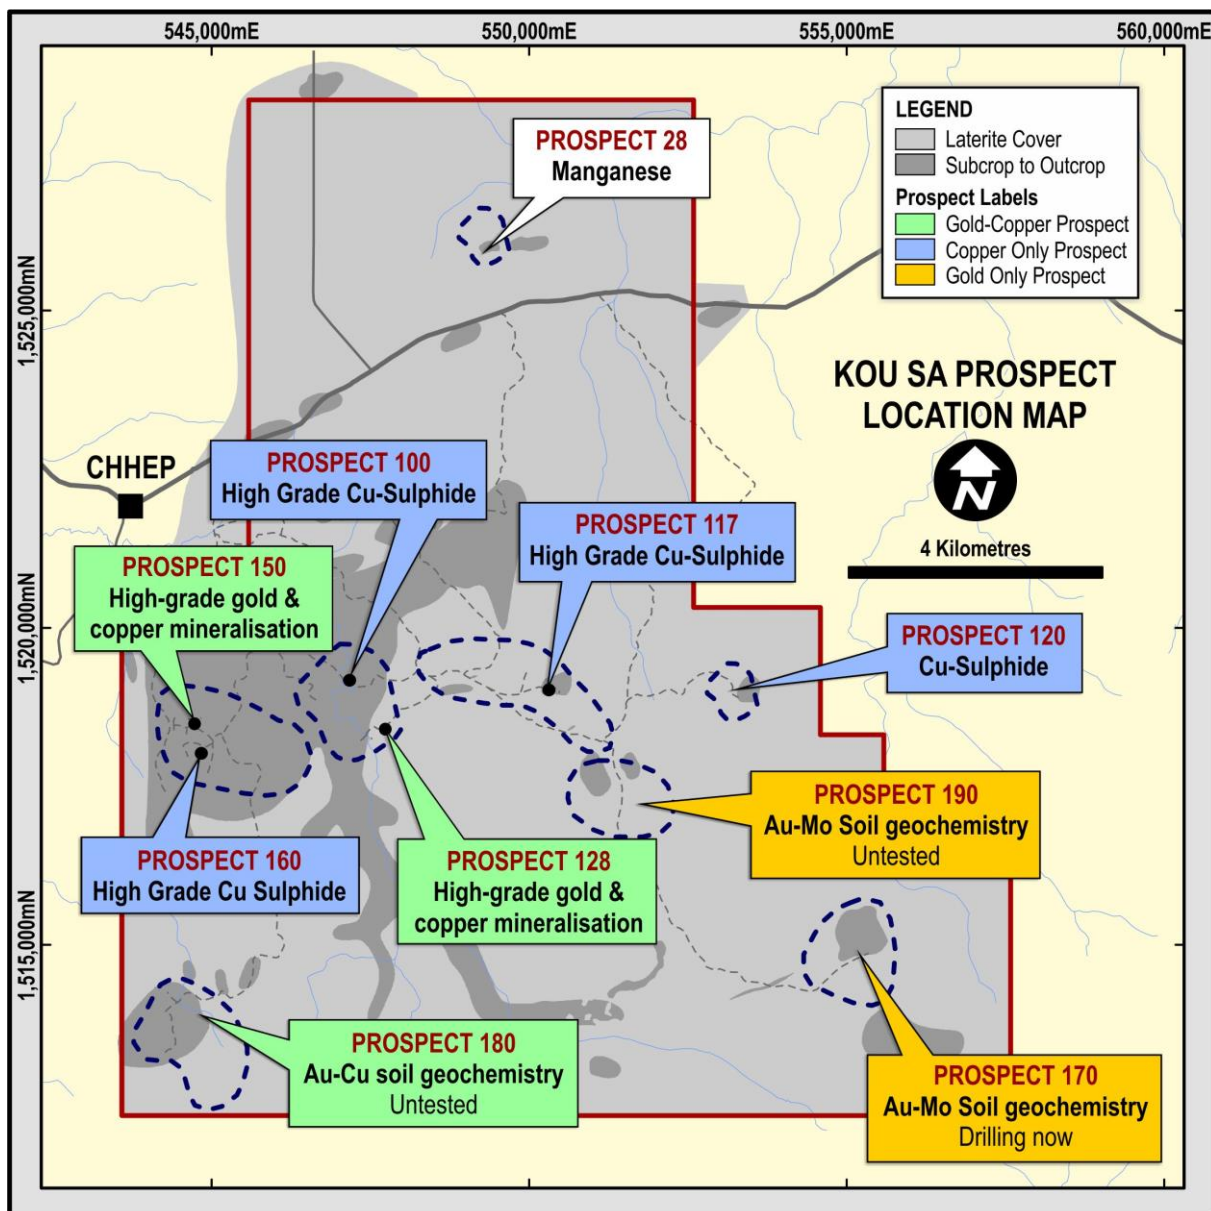 545,000mE
550,000mE
555,000mE
560,000mE
1,525,000mN
1,520,000mN
1,515,000mN
LEGEND
Laterite Cover
Subcrop to Outcrop
Prospect Labels
Gold-Copper Prospect
Copper Only Prospect
Gold Only Prospect
PROSPECT 28
Manganese
KOU SA PROSPECT
LOCATION MAP
N
4 Kilometres
CHHEP
PROSPECT 100
High Grade Cu-Sulphide
PROSPECT 117
High Grade Cu-Sulphide
PROSPECT 150
High-grade gold &
copper mineralisation
PROSPECT 120
Cu-Sulphide
PROSPECT 190
Au-Mo Soil geochemistry
Untested
PROSPECT 160
High Grade Cu Sulphide
PROSPECT 128
High-grade gold &
copper mineralisation
PROSPECT 180
Au-Cu soil geochemistry
Untested
PROSPECT 170
Au-Mo Soil geochemistry
Drilling now